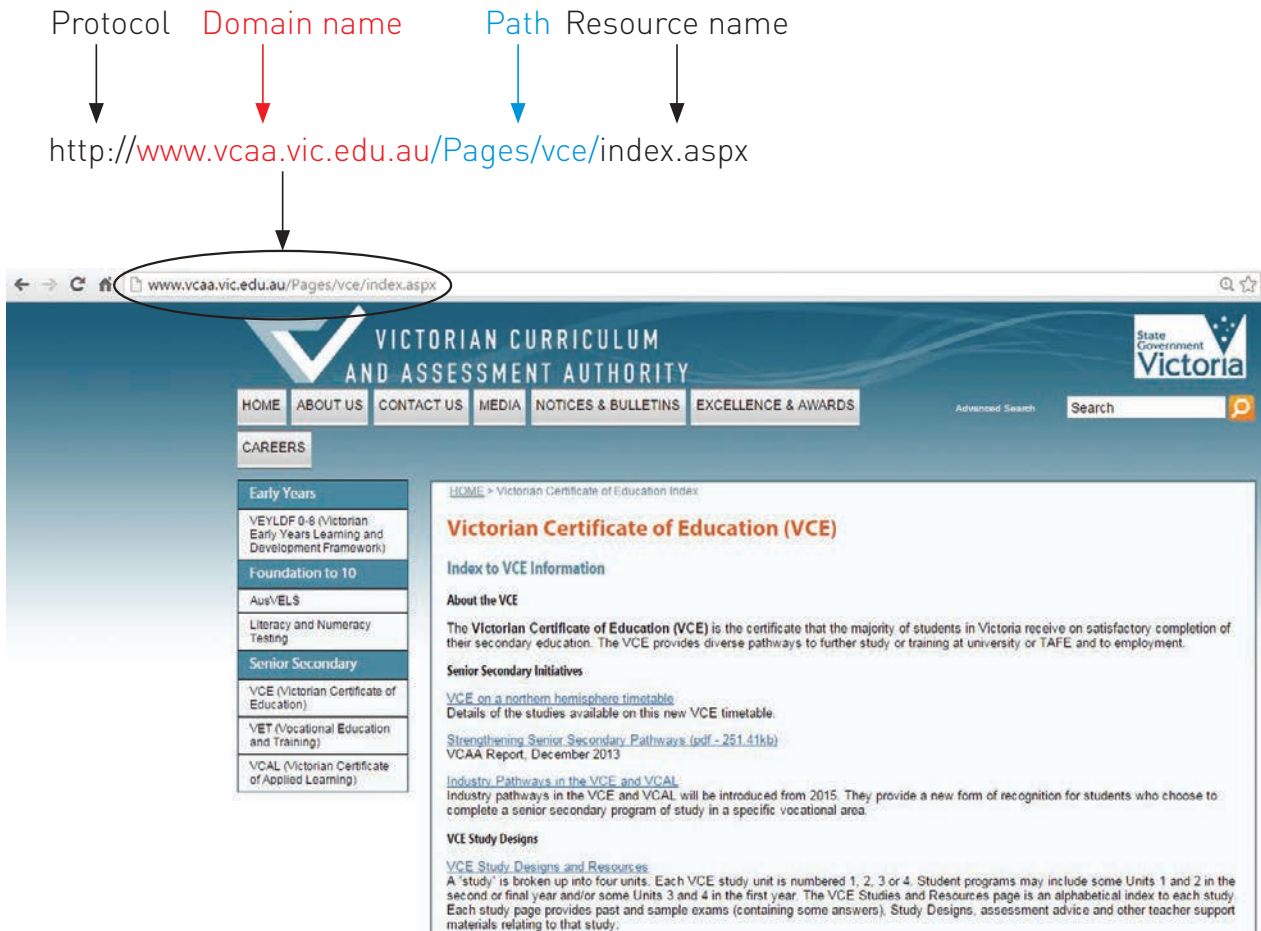 Protocol Domain name Path Resource name
http://www.vcaa.vic.edu.au/Pages/vce/index.aspx
www.vcaa.vic.edu.au/Pages/vce/index.aspx
VICTORIAN CURRICULUM
AND ASSESSMENT AUTHORITY
State
Government
Victoria
HOME ABOUT US CONTACT US MEDIA NOTICES & BULLETINS EXCELLENCE & AWARDS
Advanced Search Search
CAREERS
Early Years
VEYLDF 0-8 (Victorian
Early Years Learning and
Development Framework)
Foundation to 10
AusVELS
Literacy and Numeracy
Testing
Senior Secondary
VCE (Victorian Certificate of
Education)
VET (Vocational Education
and Training)
VCAL (Victorian Certificate
of Applied Learning)
HOME > Victorian Certificate of Education Index
Victorian Certificate of Education (VCE)
Index to VCE Information
About the VCE
The Victorian Certificate of Education (VCE) is the certificate that the majority of students in Victoria receive on satisfactory completion of
their secondary education. The VCE provides diverse pathways to further study or training at university or TAFE and to employment.
Senior Secondary Initiatives
VCE on a northern hemisphere timetable
Details of the studies available on this new VCE timetable.
Strengthening Senior Secondary Pathways (pdf - 251.41kb)
VCAA Report, December 2013
Industry Pathways in the VCE and VCAL
Industry pathways in the VCE and VCAL will be introduced from 2015. They provide a new form of recognition for students who choose to
complete a senior secondary program of study in a specific vocational area.
VCE Study Designs
VCE Study Designs and Resources
A 'study' is broken up into four units. Each VCE study unit is numbered 1, 2, 3 or 4. Student programs may include some Units 1 and 2 in the
second or final year and/or some Units 3 and 4 in the first year. The VCE Studies and Resources page is an alphabetical index to each study.
Each study page provides past and sample exams (containing some answers), Study Designs, assessment advice and other teacher support
materials relating to that study.